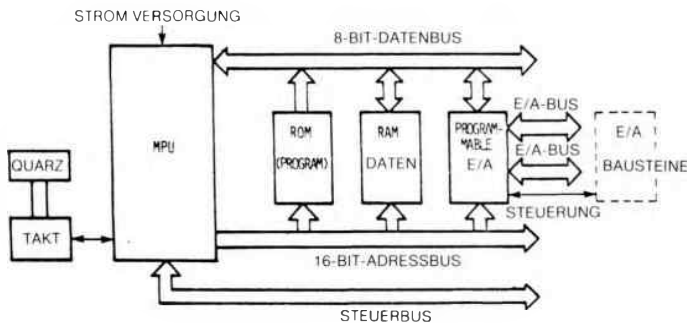 STROM VERSORGUNG
8-BIT-DATENBUS
MPU
ROM
(PROGRAM)
RAM
DATEN
PROGRAM-
MABLE
E/A
E/A-BUS
E/A-BUS
E/A
BAUSTEINE
STEUERUNG
QUARZ
TAKT
16-BIT-ADRESSBUS
STEUERBUS